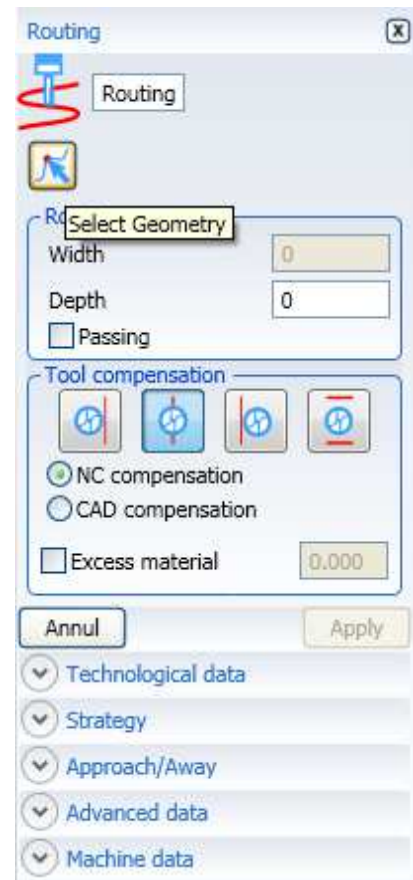 Routing
Routing
Select Geometry
Width 0
Depth 0
Passing
Tool compensation
NC compensation
CAD compensation
Excess material 0.000
Annul Apply
Technological data
Strategy
Approach/Away
Advanced data
Machine data